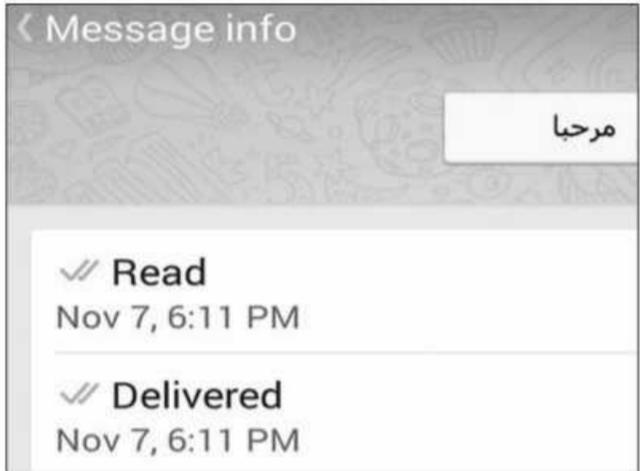 Message info
مرحبا
Read
Nov 7, 6:11 PM
Delivered
Nov 7, 6:11 PM